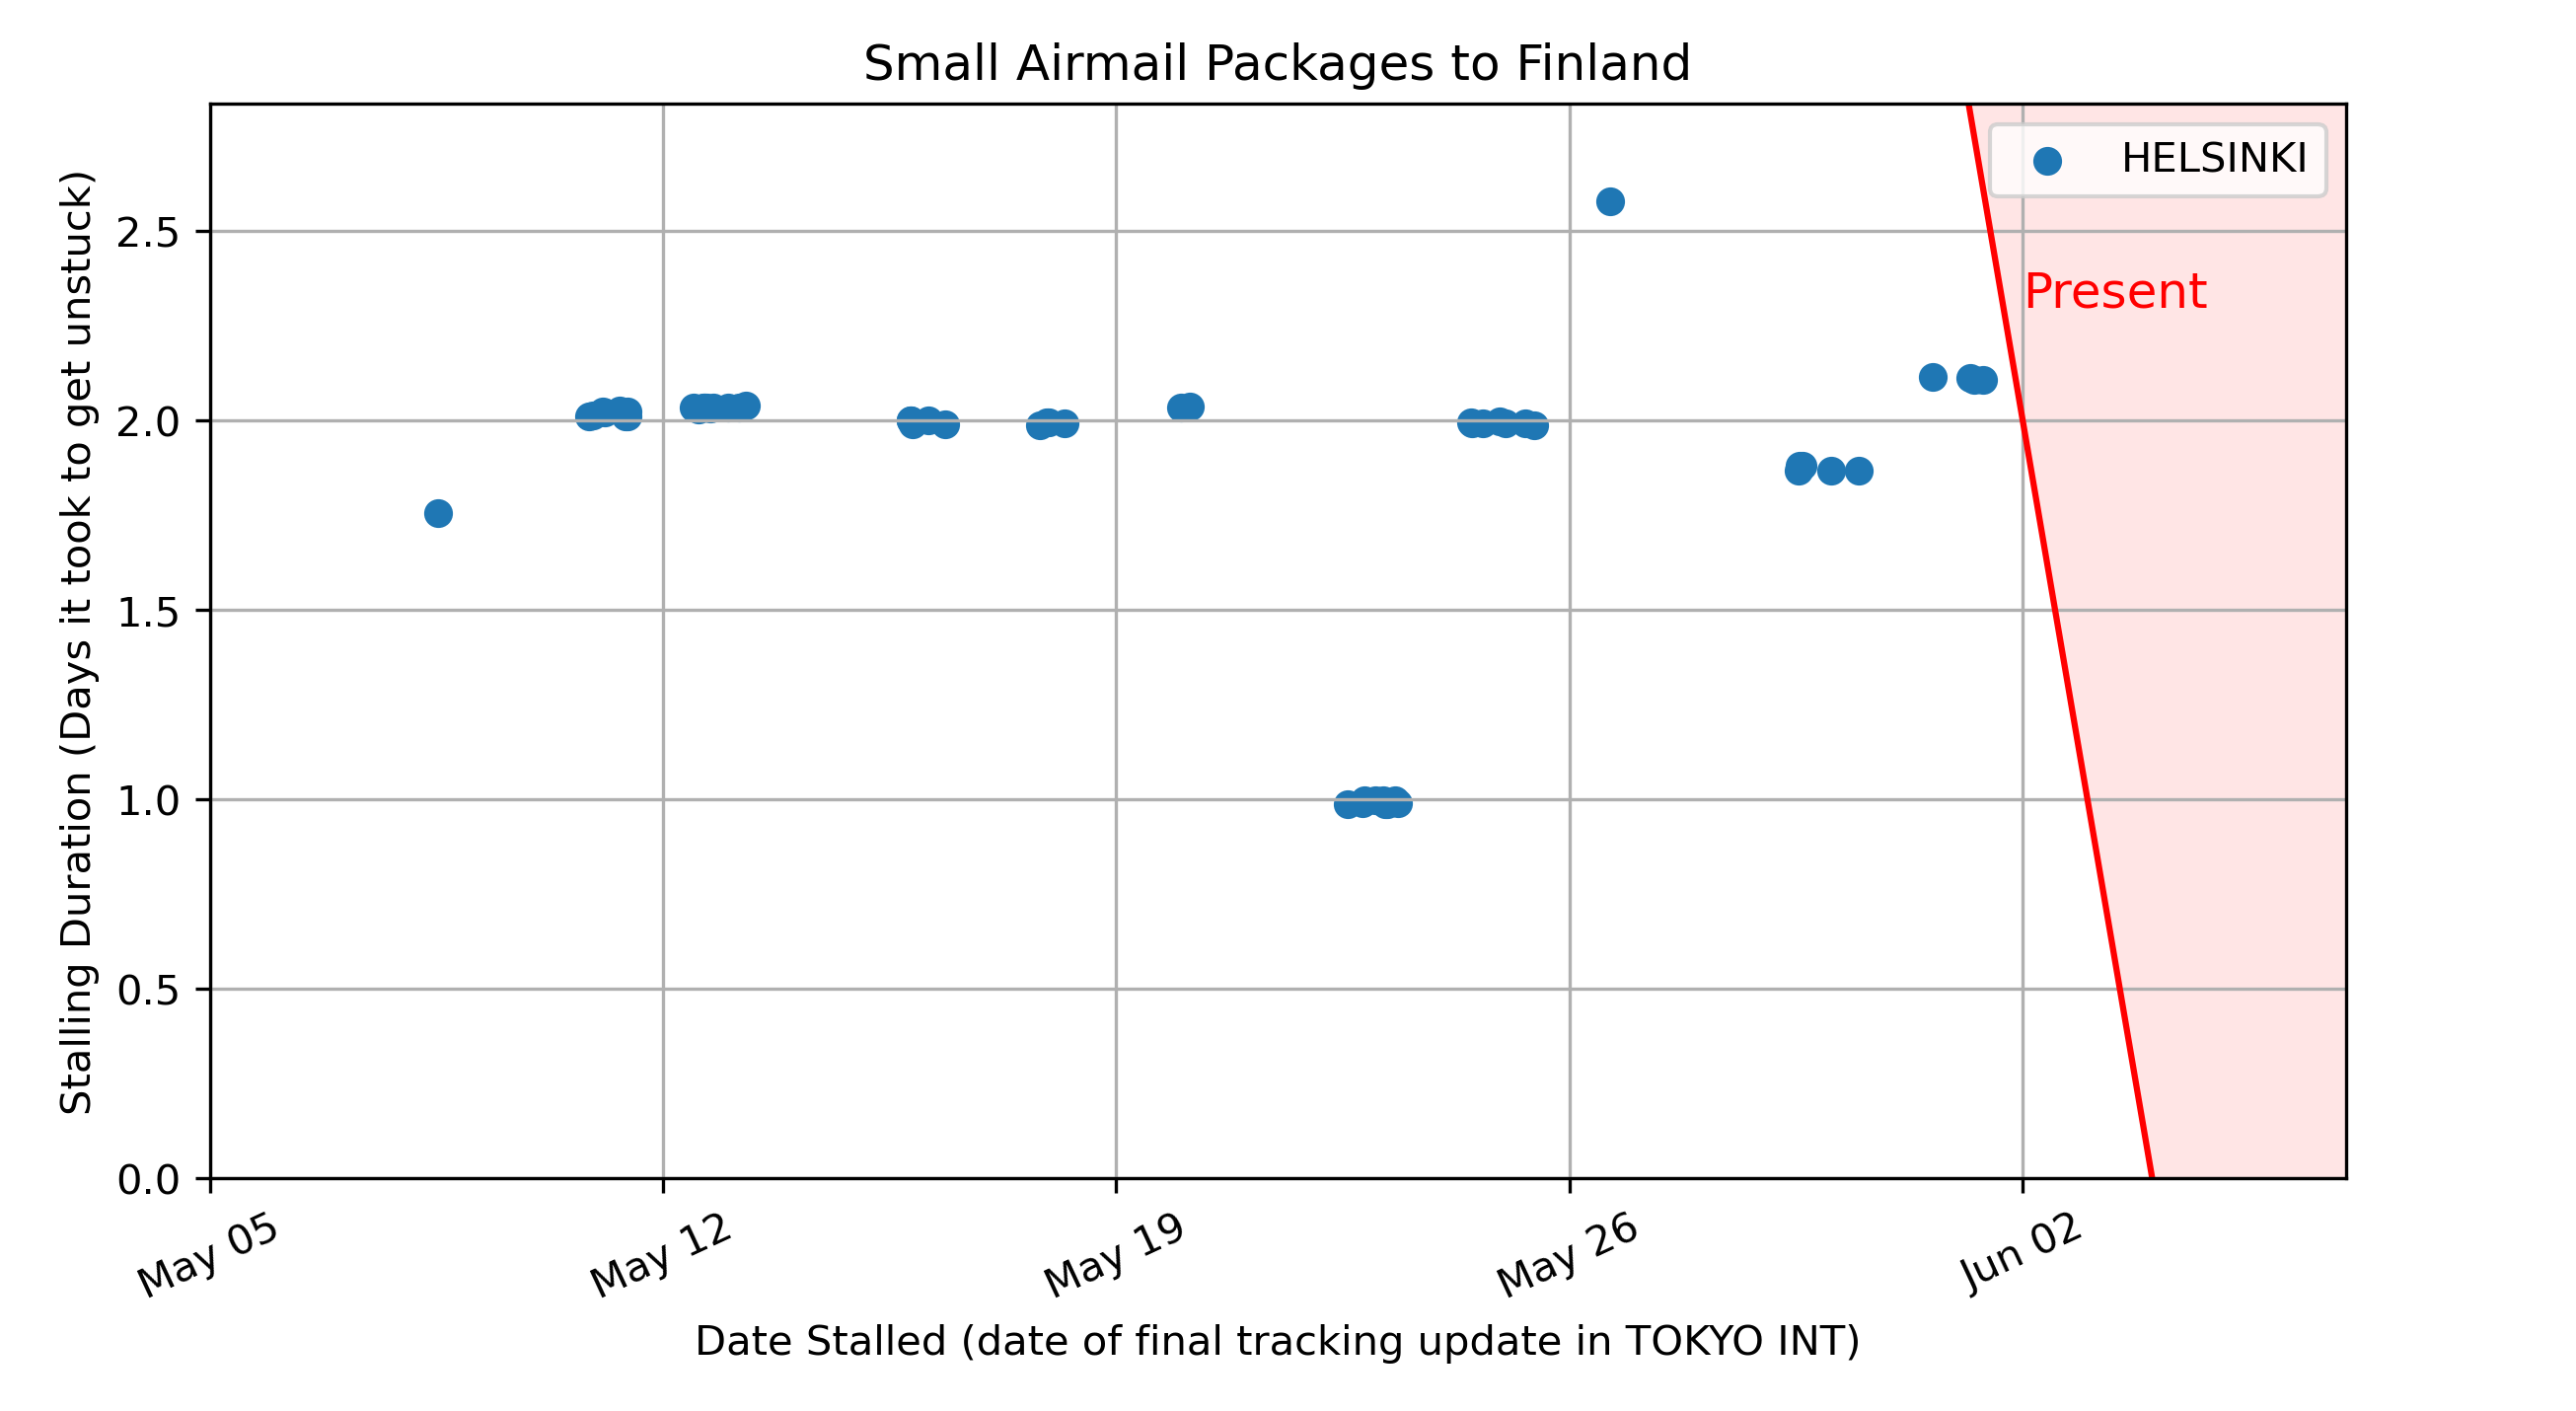 Small Airmail Packages to Finland
HELSINKI
Present
Stalling Duration (Days it took to get unstuck)
2.5
2.0
1.5
1.0
0.5
0.0
May 05
May 12
May 19
May 26
Jun 02
Date Stalled (date of final tracking update in TOKYO INT)